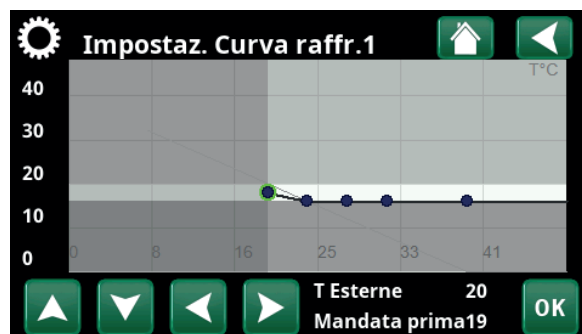 Impostaz. Curva raffr.1
T°C
40
30
20
10
0
0 8 16 25 33 41
T Esterne 20
Mandata prima19
OK